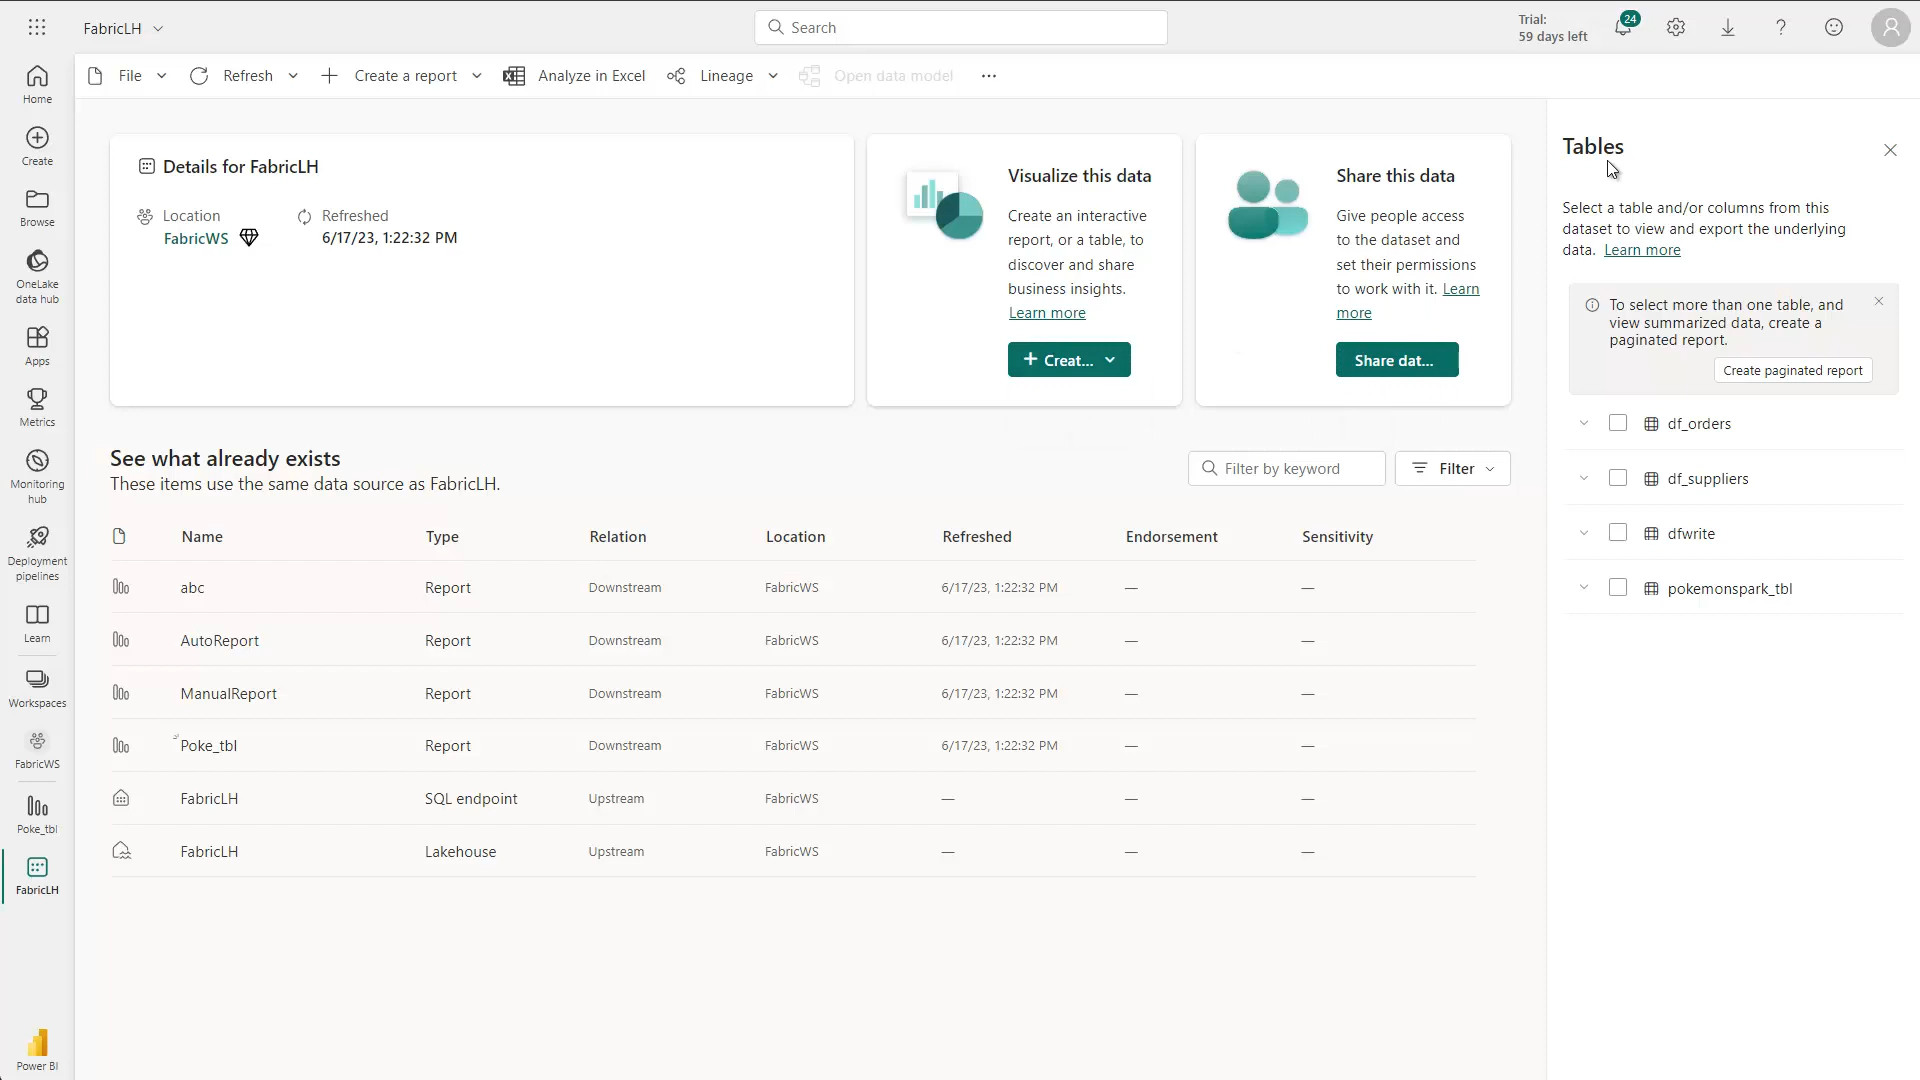 FabricLH
Search
Trial:
59 days left
24
File
Refresh
Create a report
Analyze in Excel
Lineage
Open data model
Home
Create
Browse
OneLake
data hub
Apps
Metrics
Monitoring
hub
Deployment
pipelines
Learn
Workspaces
FabricWS
Poke_tbl
FabricLH
Power BI
Details for FabricLH
Location
FabricWS
Refreshed
6/17/23, 1:22:32 PM
Visualize this data
Create an interactive
report, or a table, to
discover and share
business insights.
Learn more
+ Creat...
Share this data
Give people access
to the dataset and
set their permissions
to work with it. Learn
more
Share dat...
See what already exists
These items use the same data source as FabricLH.
Filter by keyword
Filter
Name Type Relation Location Refreshed Endorsement Sensitivity
abc Report Downstream FabricWS 6/17/23, 1:22:32 PM — —
AutoReport Report Downstream FabricWS 6/17/23, 1:22:32 PM — —
ManualReport Report Downstream FabricWS 6/17/23, 1:22:32 PM — —
Poke_tbl Report Downstream FabricWS 6/17/23, 1:22:32 PM — —
FabricLH SQL endpoint Upstream FabricWS — — —
FabricLH Lakehouse Upstream FabricWS — — —
Tables
Select a table and/or columns from this
dataset to view and export the underlying
data. Learn more
To select more than one table, and
view summarized data, create a
paginated report.
Create paginated report
df_orders
df_suppliers
dfwrite
pokemonspark_tbl